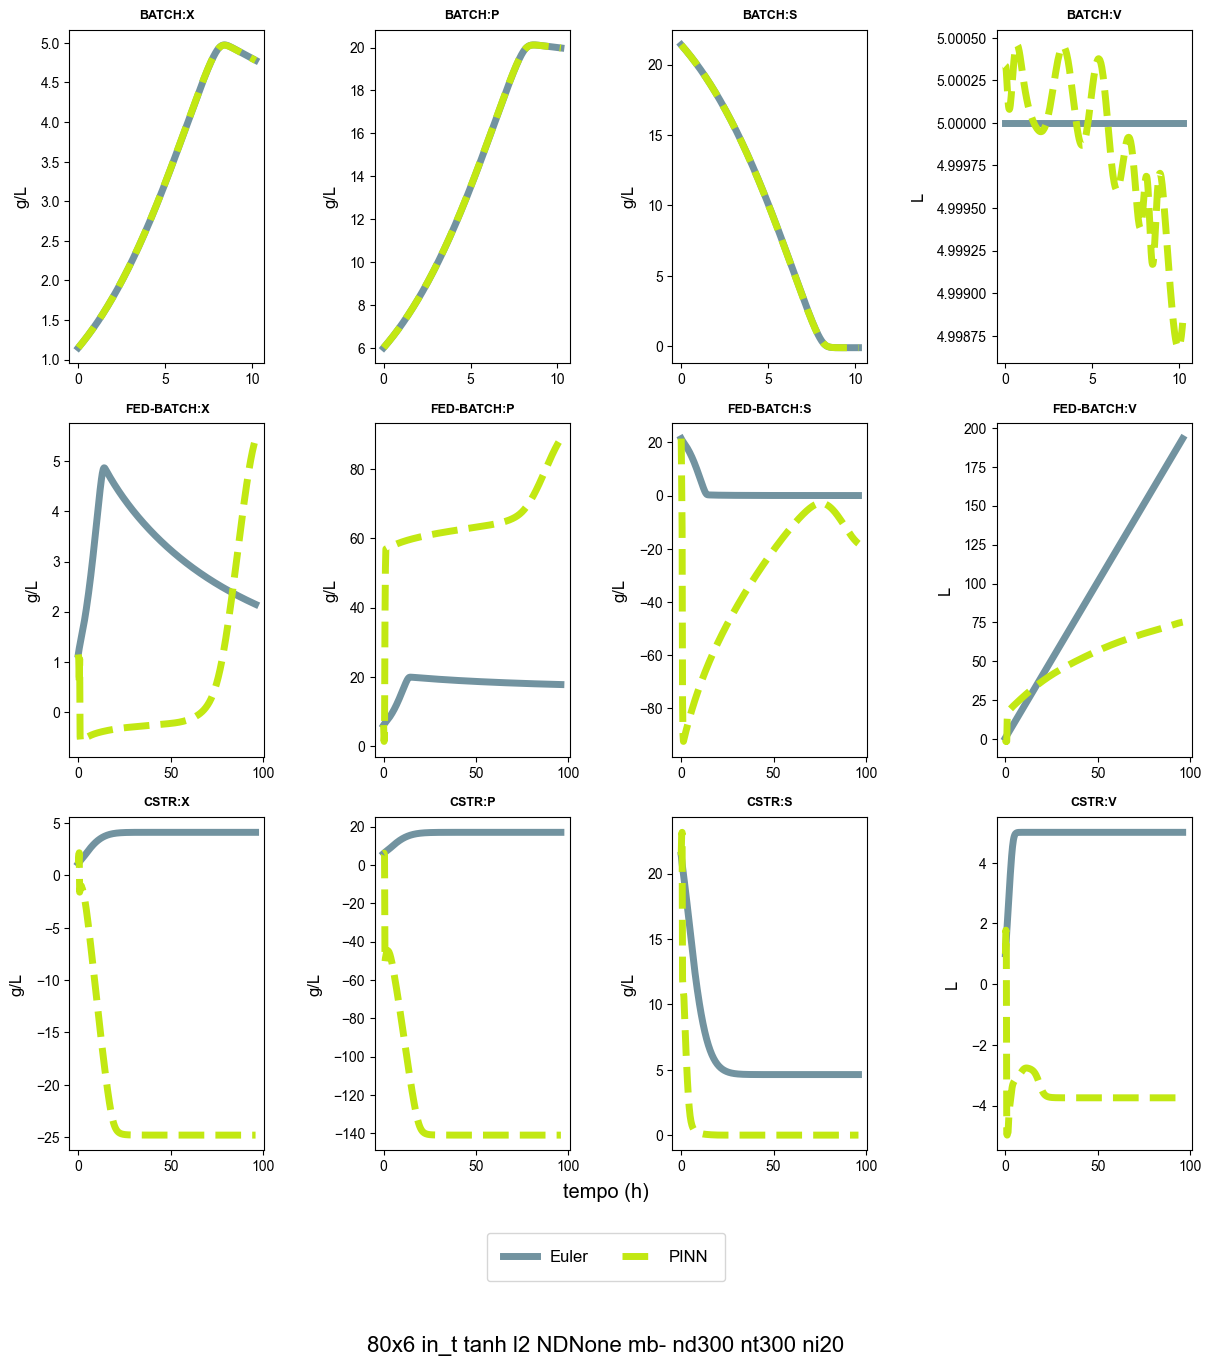 BATCH:X
BATCH:P
BATCH:S
BATCH:V
g/L
5.0
4.5
4.0
3.5
3.0
2.5
2.0
1.5
1.0
0 5 10
g/L
20
18
16
14
12
10
8
6
0 5 10
g/L
20
15
10
5
0
0 5 10
L
5.00050
5.00025
5.00000
4.99975
4.99950
4.99925
4.99900
4.99875
0 5 10
FED-BATCH:X
FED-BATCH:P
FED-BATCH:S
FED-BATCH:V
g/L
5
4
3
2
1
0
0 50 100
g/L
80
60
40
20
0
0 50 100
g/L
20
0
−20
−40
−60
−80
0 50 100
L
200
175
150
125
100
75
50
25
0
0 50 100
CSTR:X
CSTR:P
CSTR:S
CSTR:V
g/L
5
0
−5
−10
−15
−20
−25
0 50 100
g/L
20
0
−20
−40
−60
−80
−100
−120
−140
0 50 100
g/L
20
15
10
5
0
0 50 100
L
4
2
0
−2
−4
0 50 100
tempo (h)
Euler PINN
80x6 in_t tanh l2 NDNone mb- nd300 nt300 ni20